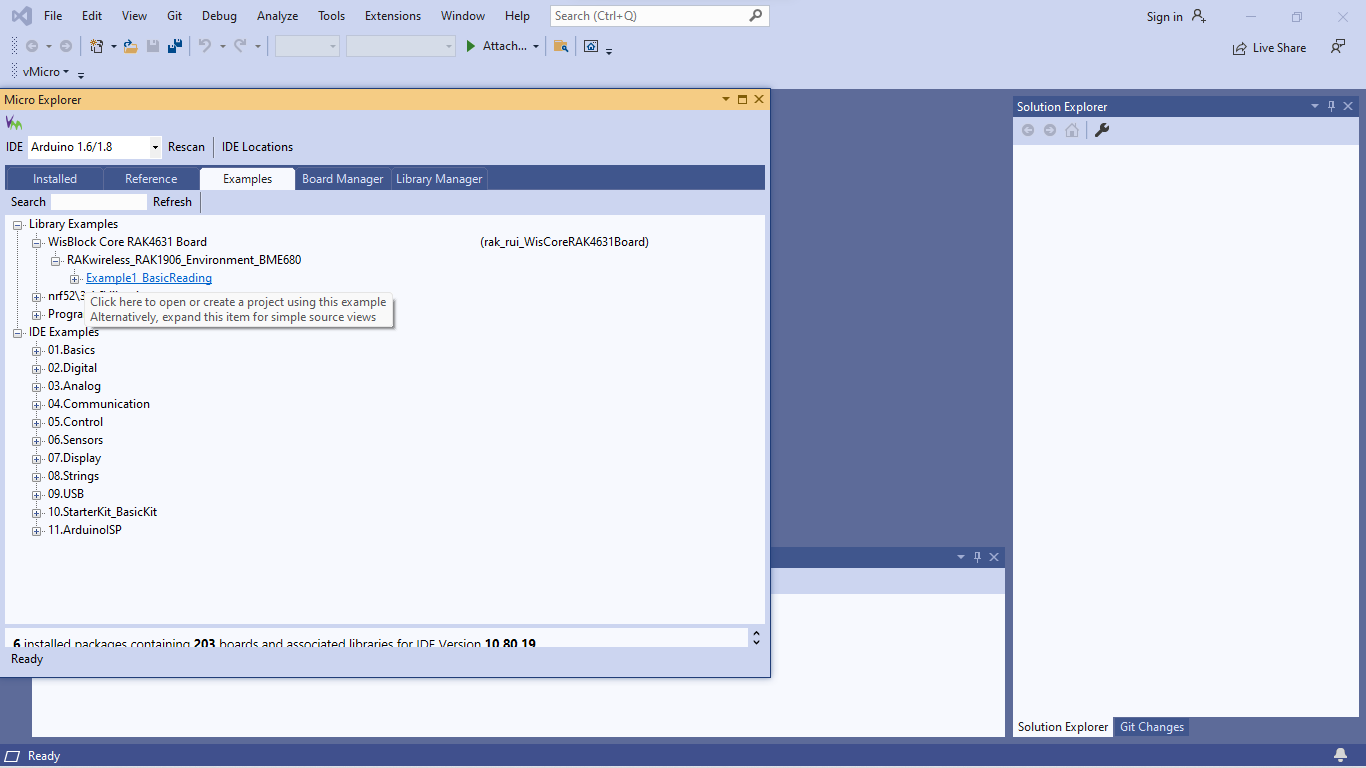 File Edit View Git Debug Analyze Tools Extensions Window Help Search (Ctrl+Q) Sign in
Attach... Live Share
vMicro
Micro Explorer
Solution Explorer
IDE Arduino 1.6/1.8 Rescan IDE Locations
Installed Reference Examples Board Manager Library Manager
Search Refresh
Library Examples
WisBlock Core RAK4631 Board (rak_rui_WisCoreRAK4631Board)
RAKwireless_RAK1906_Environment_BME680
Example1_BasicReading
nrf52\3
Click here to open or create a project using this example
Progra
Alternatively, expand this item for simple source views
IDE Examples
01.Basics
02.Digital
03.Analog
04.Communication
05.Control
06.Sensors
07.Display
08.Strings
09.USB
10.StarterKit_BasicKit
11.ArduinoISP
6 installed packages containing 203 boards and associated libraries for IDE Version 10.80.19
Ready
Solution Explorer Git Changes
Ready